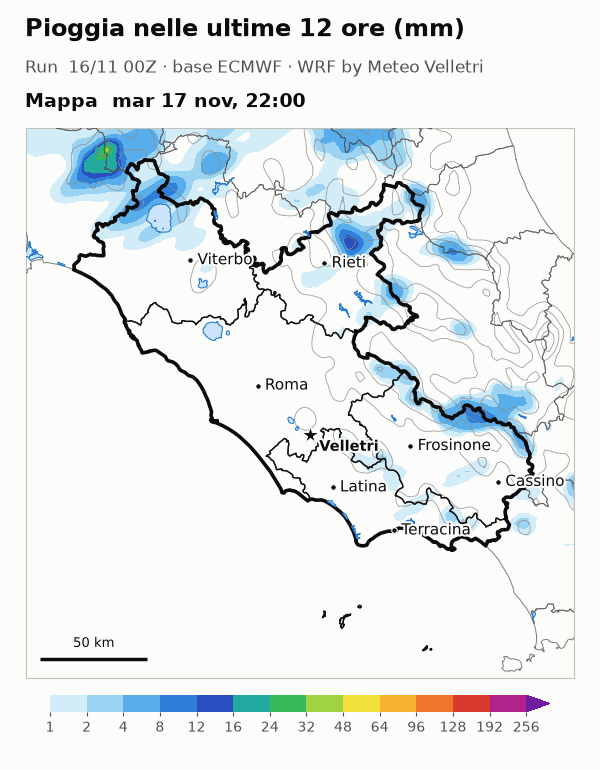 Pioggia nelle ultime 12 ore (mm)
Run 16/11 00Z · base ECMWF · WRF by Meteo Velletri
Mappa mar 17 nov, 22:00
Viterbo
Rieti
Roma
Velletri
Frosinone
Cassino
Latina
Terracina
50 km
1 2 4 8 12 16 24 32 48 64 96 128 192 256